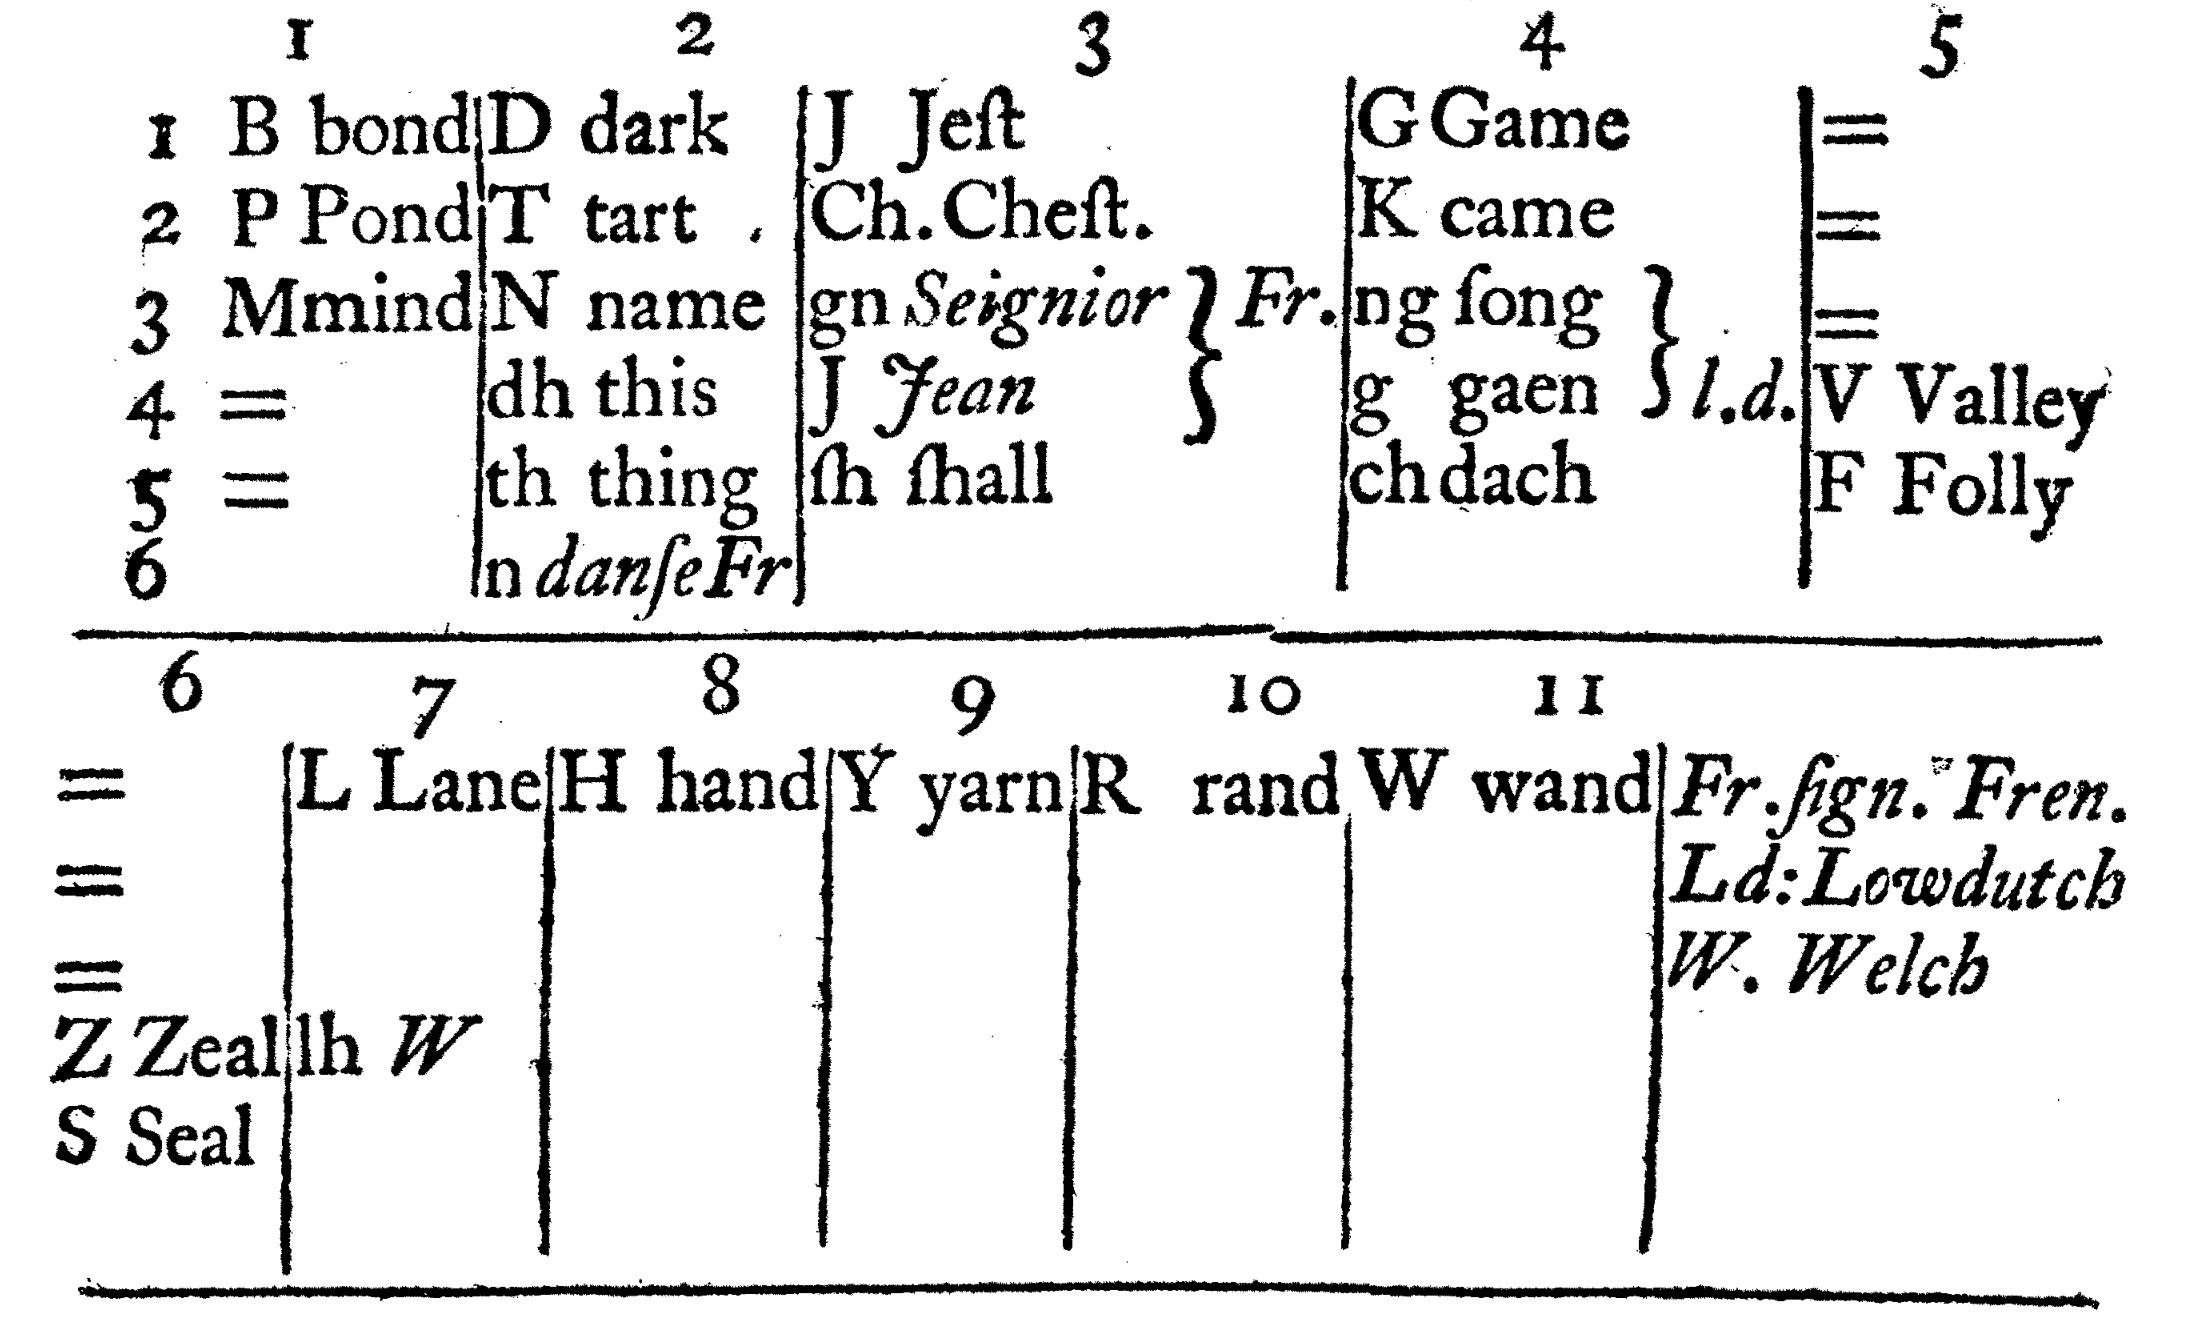 1 2 3 4 5
1 B bond D dark J Jeſt G Game =
2 P Pond T tart . Ch. Cheſt. K came =
3 M mind N name gn Seignior } Fr. ng ſong } =
4 = dh this J Jean g gaen l.d. V Valley
5 = th thing ſh ſhall ch dach F Folly
6 n danſe Fr
6 7 8 9 10 11
= L Lane H hand Y yarn R rand W wand Fr. ſign. Fren.
= Ld: Lowdutch
= W. Welch
Z Zeal lh W
S Seal